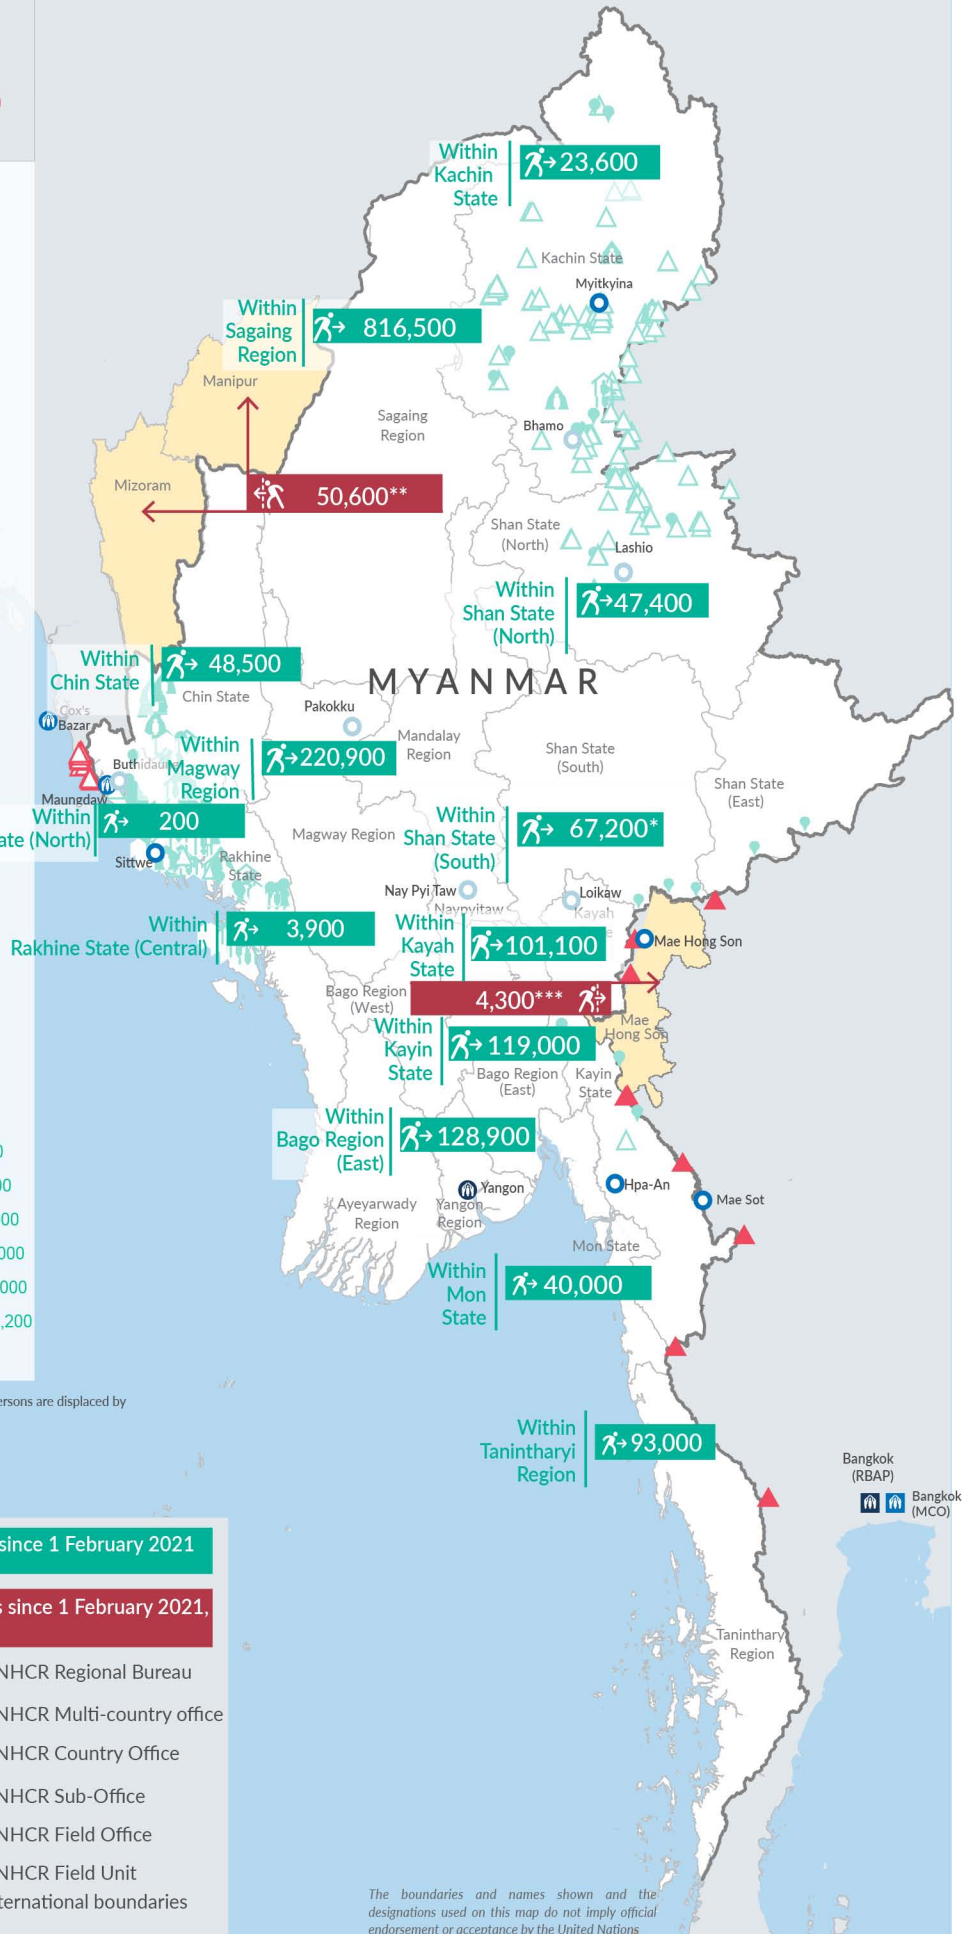 Within
Kachin
State
23,600
Kachin State
Myitkyina
Within
Sagaing
Region
816,500
Manipur
Sagaing
Region
Bhamo
Mizoram
50,600**
Shan State
(North)
Lashio
Within
Shan State
(North)
47,400
Within
Chin State
48,500
Chin State
MYANMAR
Cox's
Bazar
Pakokku
Mandalay
Region
Within
Magway
Region
220,900
Shan State
(South)
Shan State
(East)
Buthidaung
Maungdaw
Within
ate (North)
200
Magway Region
Within
Shan State
(South)
67,200*
Sittwe
Rakhine
State
Nay Pyi Taw
Naypyitaw
Loikaw
Kayah
Within
Rakhine State (Central)
3,900
Within
Kayah
State
101,100
Mae Hong Son
Bago Region
(West)
4,300***
Mae
Hong Son
Within
Kayin
State
119,000
Bago Region
(East)
Kayin
State
Within
Bago Region
(East)
128,900
Yangon
Hpa-An
Mae Sot
Ayeyarwady
Region
Yangon
Region
Mon State
Within
Mon
State
40,000
0
00
00
000
000
,200
ersons are displaced by
Within
Tanintharyi
Region
93,000
Bangkok
(RBAP)
Bangkok
(MCO)
since 1 February 2021
s since 1 February 2021,
Taninthary
Region
NHCR Regional Bureau
NHCR Multi-country office
NHCR Country Office
NHCR Sub-Office
NHCR Field Office
NHCR Field Unit
ternational boundaries
The boundaries and names shown and the
designations used on this map do not imply official
endorsement or acceptance by the United Nations